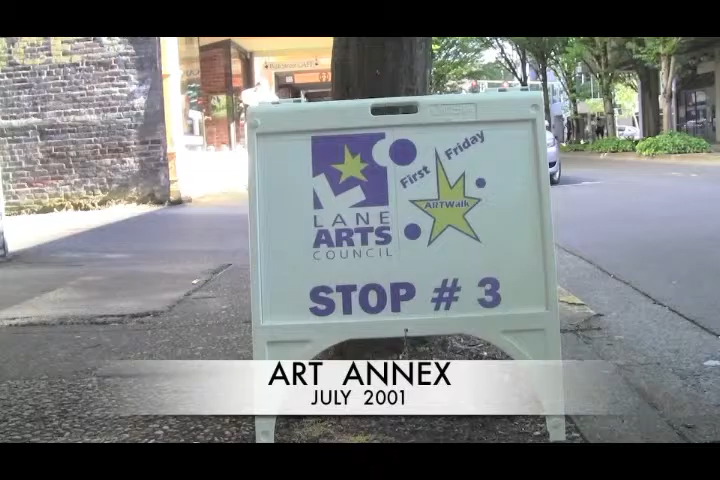 LANE
ARTS
COUNCIL
First Friday
ARTWalk
STOP # 3
ART ANNEX
JULY 2001